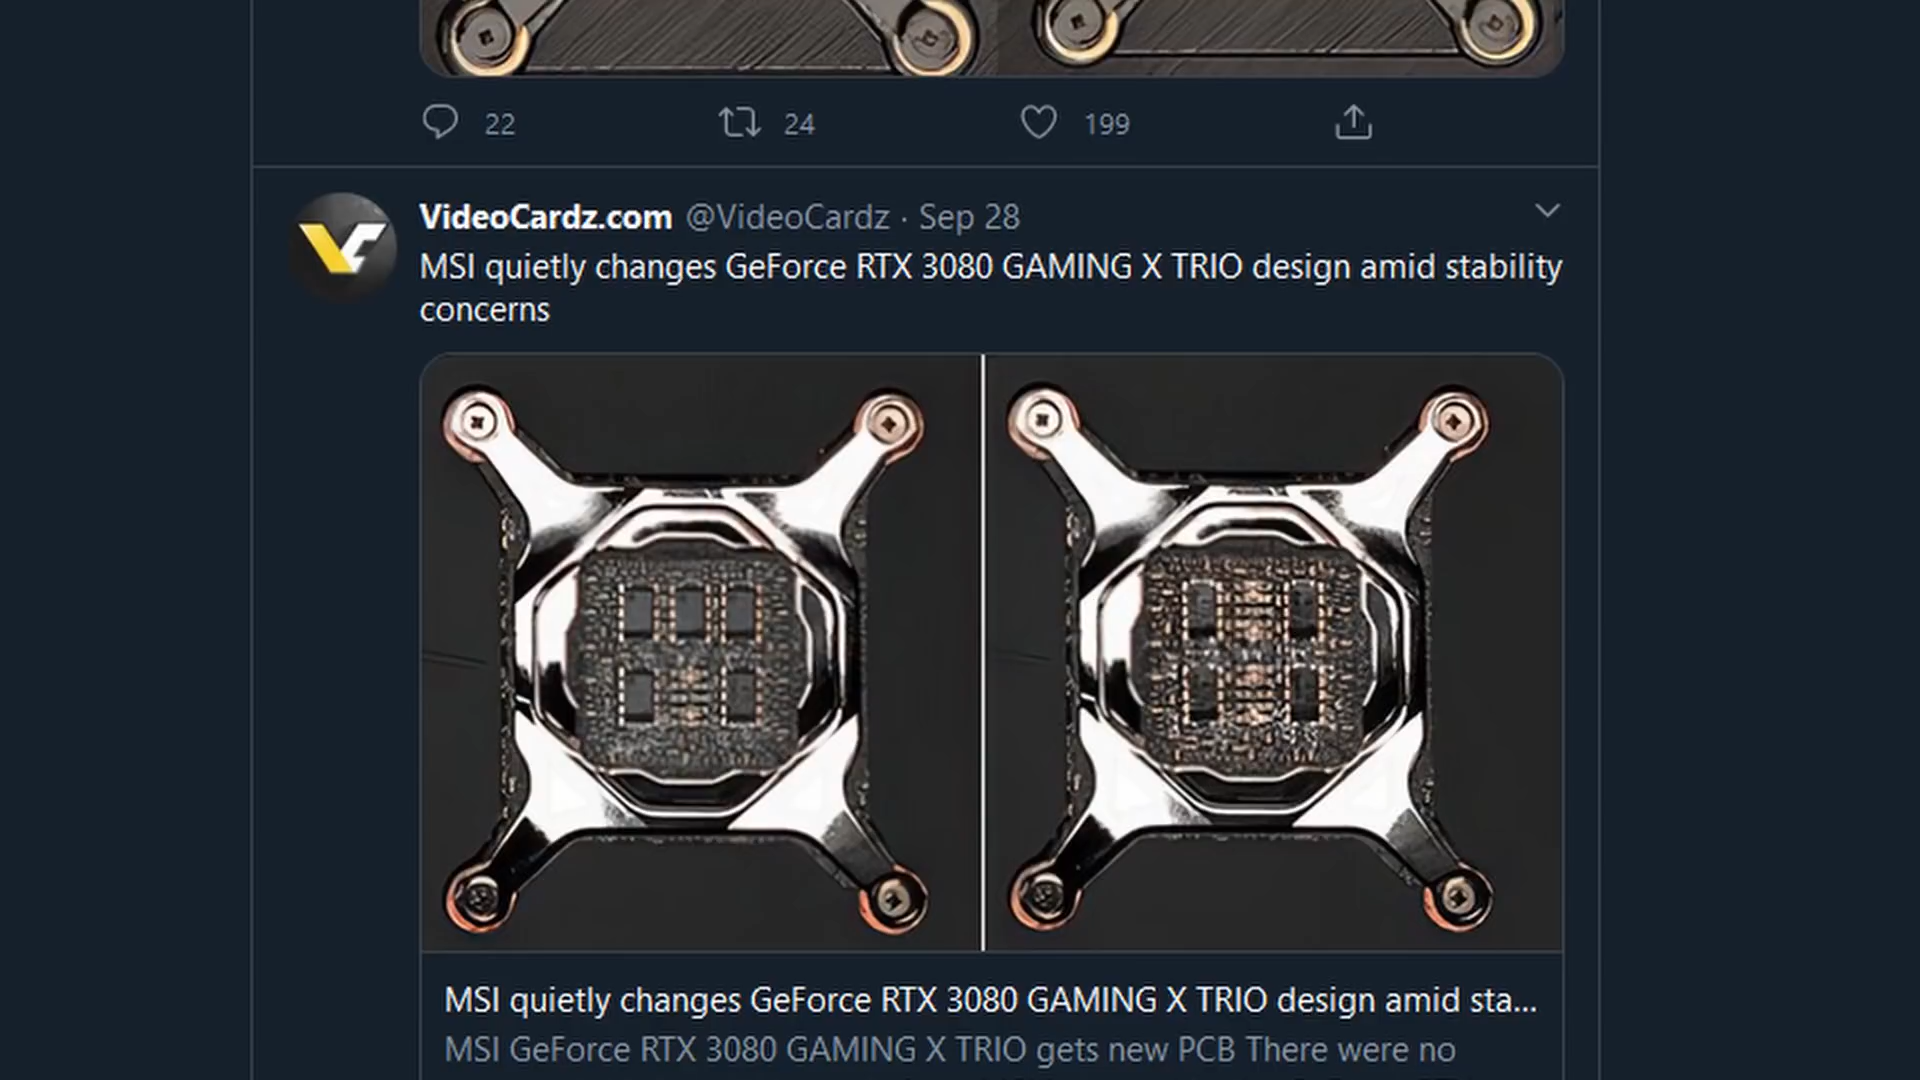 22 24 199
VideoCardz.com @VideoCardz · Sep 28
MSI quietly changes GeForce RTX 3080 GAMING X TRIO design amid stability
concerns
MSI quietly changes GeForce RTX 3080 GAMING X TRIO design amid sta...
MSI GeForce RTX 3080 GAMING X TRIO gets new PCB There were no